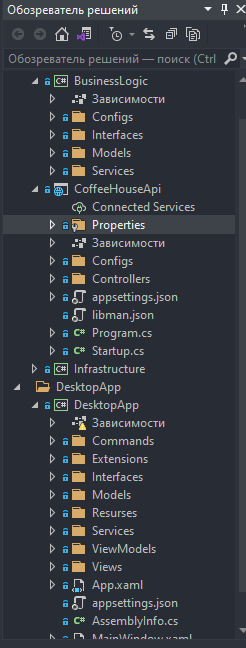 Обозреватель решений
Обозреватель решений — поиск (Ctrl
BusinessLogic
Зависимости
Configs
Interfaces
Models
Services
CoffeeHouseApi
Connected Services
Properties
Зависимости
Configs
Controllers
appsettings.json
libman.json
Program.cs
Startup.cs
Infrastructure
DesktopApp
DesktopApp
Зависимости
Commands
Extensions
Interfaces
Models
Resurses
Services
ViewModels
Views
App.xaml
appsettings.json
AssemblyInfo.cs
MainWindow.xaml